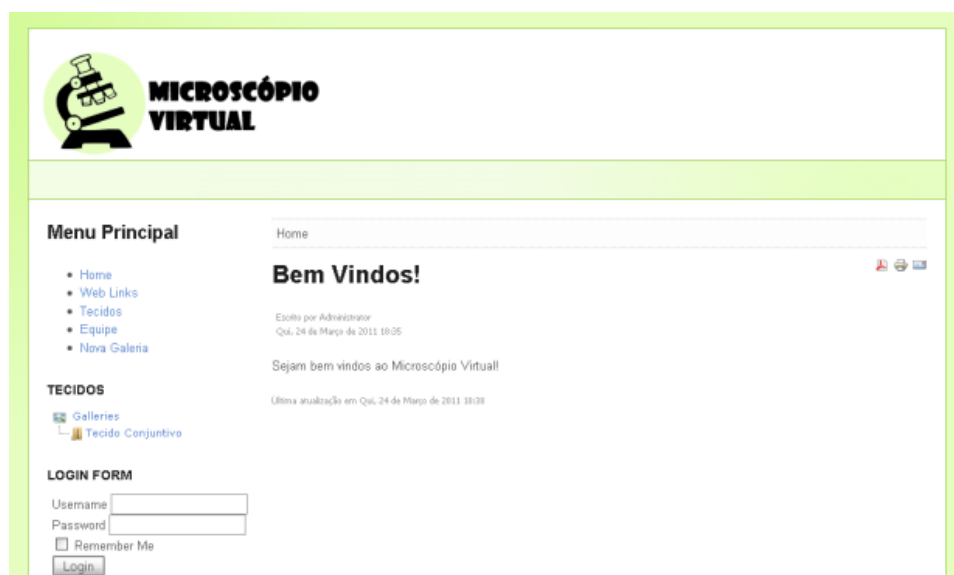 MICROSCÓPIO
VIRTUAL
Menu Principal
Home
Web Links
Tecidos
Equipe
Nova Galeria
TECIDOS
Galleries
Tecido Conjuntivo
LOGIN FORM
Username
Password
Remember Me
Login
Home
Bem Vindos!
Escrito por Administrator
Qui, 24 de Março de 2011 18:35
Sejam bem vindos ao Microscópio Virtual!
Última atualização em Qui, 24 de Março de 2011 18:38